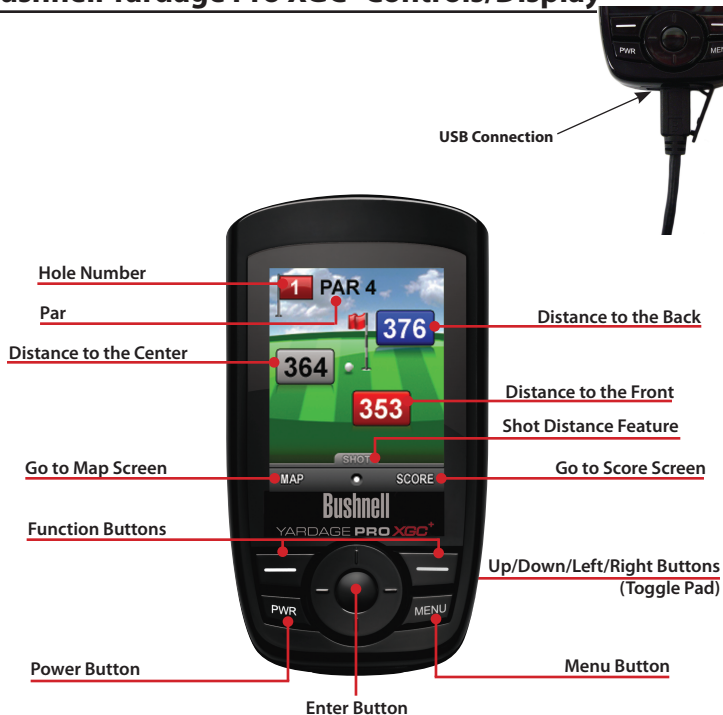 Bushnell Yardage Pro XGC⁺ Controls/Display
PWR
USB Connection
Hole Number
1
PAR 4
Par
376
Distance to the Back
Distance to the Center
364
353
Distance to the Front
Shot Distance Feature
SHOT
Go to Map Screen
MAP
SCORE
Go to Score Screen
Bushnell
YARDAGE PRO XGC+
Function Buttons
Up/Down/Left/Right Buttons
(Toggle Pad)
PWR
MENU
Power Button
Menu Button
Enter Button